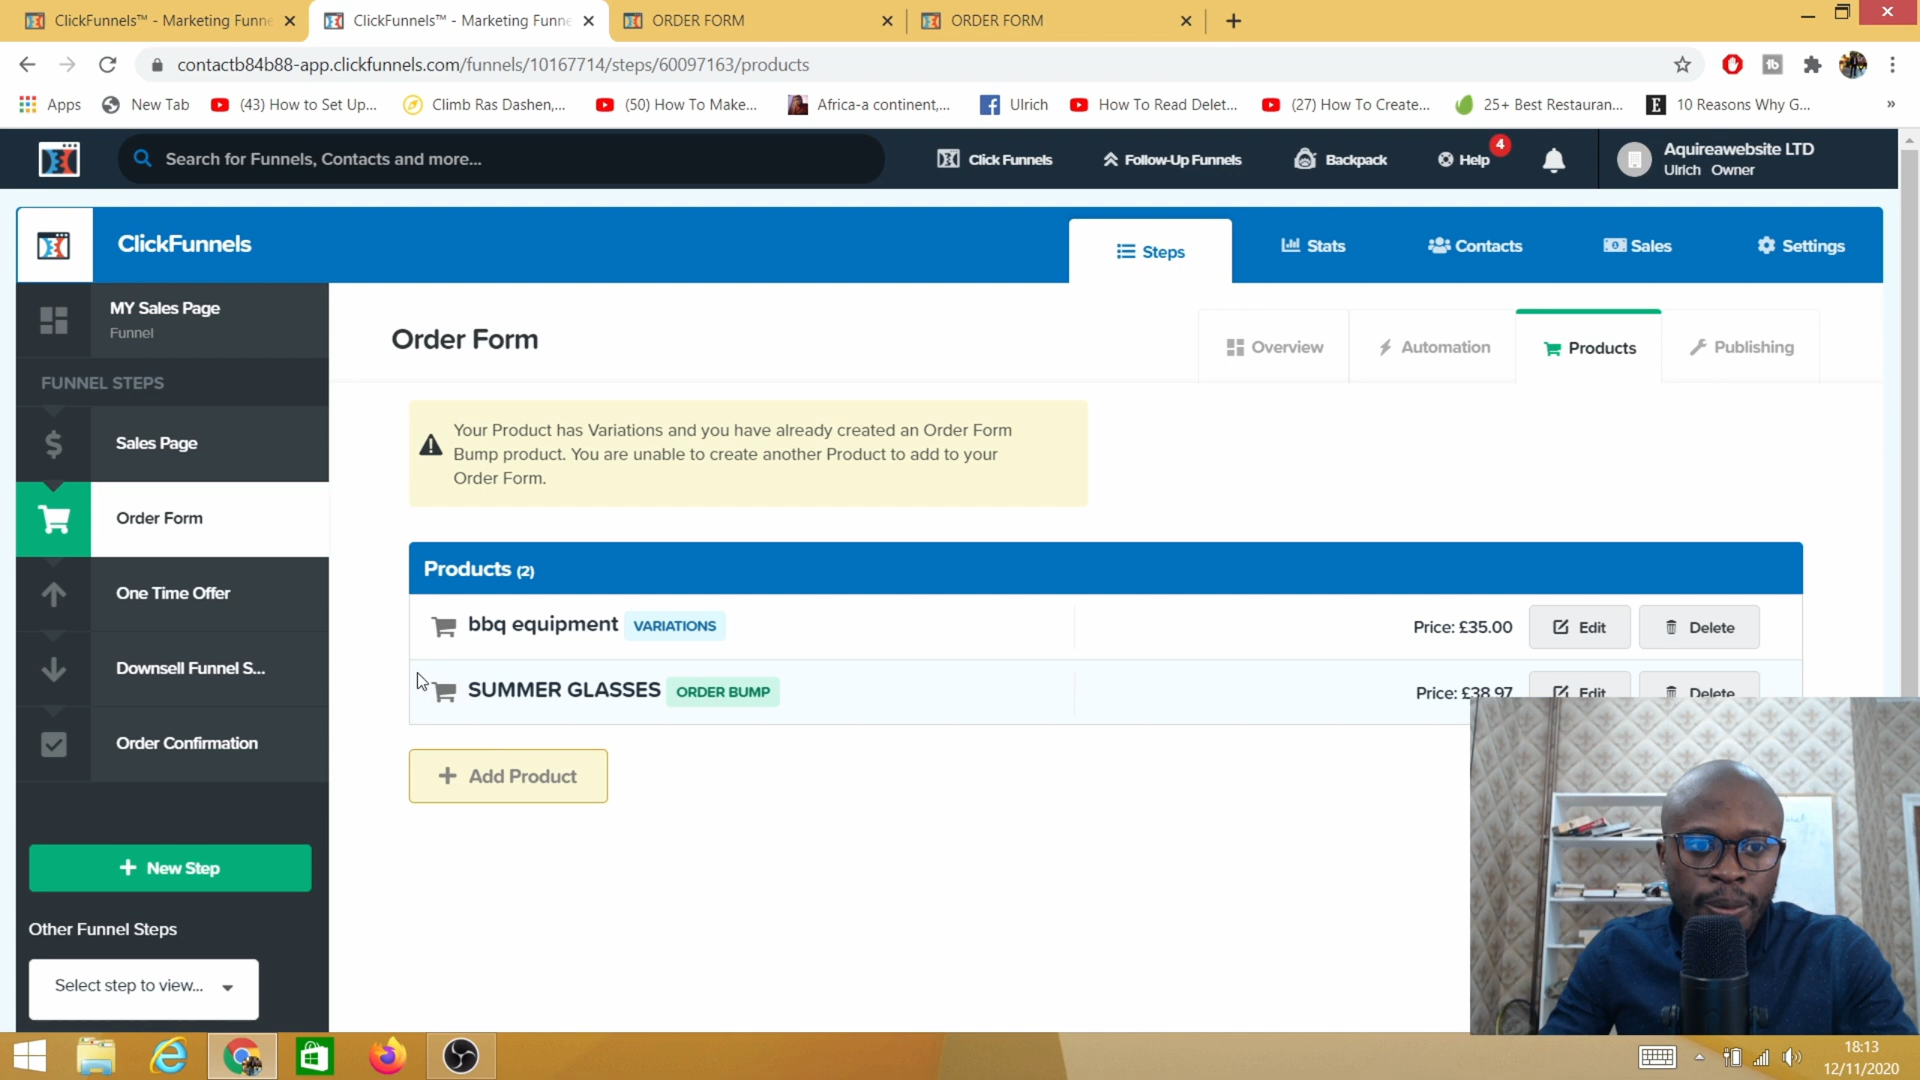 ClickFunnels™ - Marketing Funne
ClickFunnels™ - Marketing Funne
ORDER FORM
ORDER FORM
contactb84b88-app.clickfunnels.com/funnels/10167714/steps/60097163/products
Apps
New Tab
(43) How to Set Up...
Climb Ras Dashen,...
(50) How To Make...
Africa-a continent,...
Ulrich
How To Read Delet...
(27) How To Create...
25+ Best Restauran...
10 Reasons Why G...
»
Search for Funnels, Contacts and more...
Click Funnels
Follow-Up Funnels
Backpack
Help
4
Aquireawebsite LTD
Ulrich Owner
ClickFunnels
Steps
Stats
Contacts
Sales
Settings
MY Sales Page
Funnel
FUNNEL STEPS
Sales Page
Order Form
One Time Offer
Downsell Funnel S...
Order Confirmation
+ New Step
Other Funnel Steps
Select step to view...
Order Form
Overview
Automation
Products
Publishing
Your Product has Variations and you have already created an Order Form
Bump product. You are unable to create another Product to add to your
Order Form.
Products (2)
bbq equipment VARIATIONS
Price: £35.00
Edit
Delete
SUMMER GLASSES ORDER BUMP
Price: £38.97
Edit
Delete
+ Add Product
18:13
12/11/2020